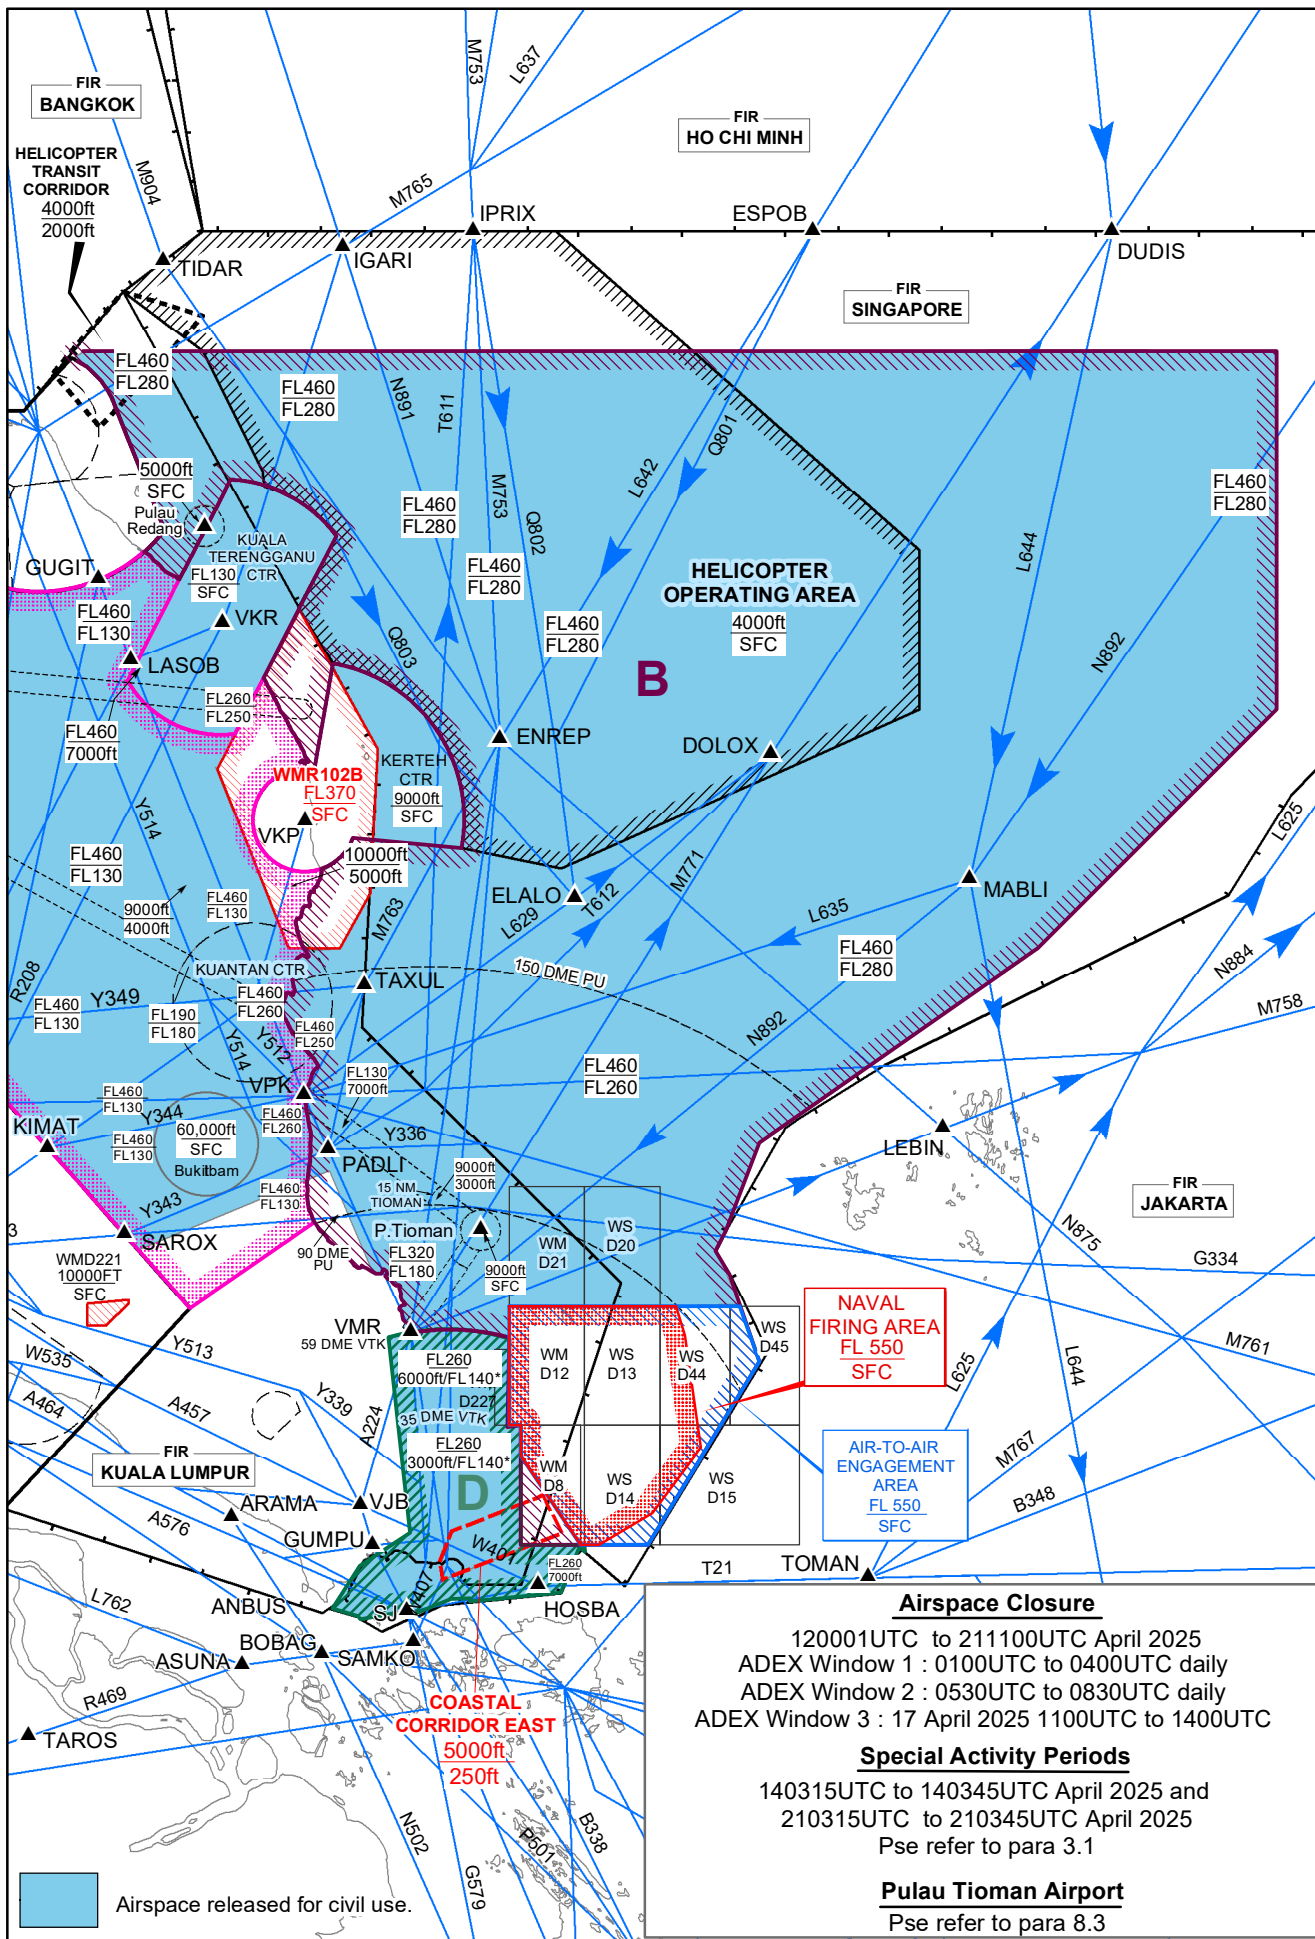 FIR
BANGKOK
HELICOPTER
TRANSIT
CORRIDOR
4000ft
2000ft
M904
M753
L637
M765
FIR
HO CHI MINH
TIDAR
IGARI
IPRIX
ESPOB
DUDIS
FIR
SINGAPORE
FL460
FL280
FL460
FL280
N891
T611
M753
Q802
L642
Q801
L644
N892
FL460
FL280
FL460
FL280
FL460
FL280
FL460
FL280
5000ft
SFC
Pulau
Redang
KUALA
TERENGGANU
CTR
FL130
SFC
GUGIT
FL460
FL130
VKR
LASOB
Q803
HELICOPTER
OPERATING AREA
4000ft
SFC
B
FL260
FL250
FL460
7000ft
ENREP
DOLOX
WMR102B
FL370
SFC
VKP
KERTEH
CTR
9000ft
SFC
Y514
10000ft
5000ft
FL460
FL130
9000ft
4000ft
FL460
FL130
M763
ELALO
L629
T612
M771
L635
MABLI
L625
FL460
FL280
KUANTAN CTR
150 DME PU
TAXUL
R208
Y349
FL460
FL130
FL460
FL260
FL190
FL180
FL460
FL250
Y514
Y512
N884
M758
N892
FL460
FL260
VPK
FL130
7000ft
FL460
FL130
Y344
FL460
FL260
KIMAT
FL460
FL130
60,000ft
SFC
Bukitbam
Y336
PADLI
LEBIN
FIR
JAKARTA
9000ft
3000ft
15 NM
TIOMAN
FL460
FL130
Y343
SAROX
3
P.Tioman
90 DME
PU
FL320
FL180
9000ft
SFC
WM
D21
WS
D20
N875
G334
WMD221
10000FT
SFC
VMR
59 DME VTK
NAVAL
FIRING AREA
FL 550
SFC
WS
D45
M761
W535
Y513
A464
A457
Y339
A224
FL260
6000ft/FL140*
D227
35 DME VTK
FL260
3000ft/FL140*
D
WM
D12
WS
D13
WS
D44
L625
L644
M767
AIR-TO-AIR
ENGAGEMENT
AREA
FL 550
SFC
FIR
KUALA LUMPUR
ARAMA
VJB
GUMPU
A576
WM
D8
WS
D14
WS
D15
B348
W401
FL260
7000ft
T21
TOMAN
L762
ANBUS
SJ
W407
HOSBA
BOBAG
ASUNA
SAMKO
R469
TAROS
COASTAL
CORRIDOR EAST
5000ft
250ft
N502
G579
P501
B338
Airspace Closure
120001UTC to 211100UTC April 2025
ADEX Window 1 : 0100UTC to 0400UTC daily
ADEX Window 2 : 0530UTC to 0830UTC daily
ADEX Window 3 : 17 April 2025 1100UTC to 1400UTC
Special Activity Periods
140315UTC to 140345UTC April 2025 and
210315UTC to 210345UTC April 2025
Pse refer to para 3.1
Pulau Tioman Airport
Pse refer to para 8.3
Airspace released for civil use.